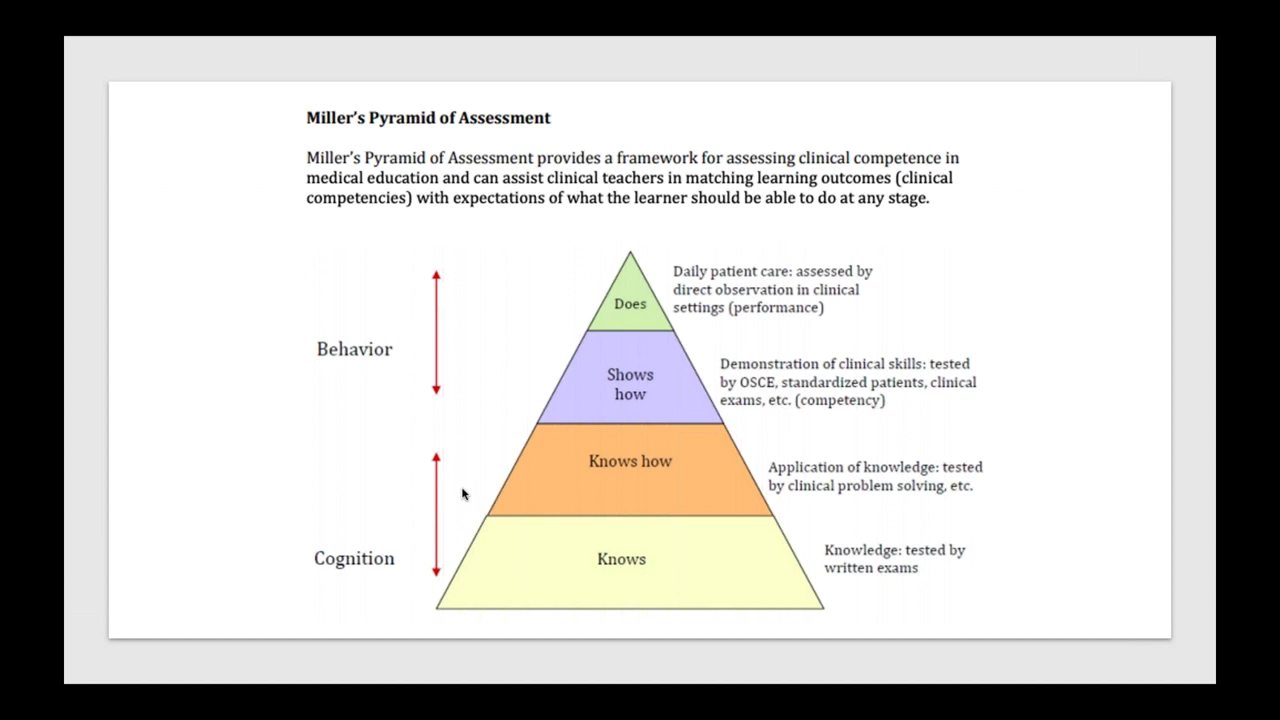 Miller's Pyramid of Assessment
Miller's Pyramid of Assessment provides a framework for assessing clinical competence in
medical education and can assist clinical teachers in matching learning outcomes (clinical
competencies) with expectations of what the learner should be able to do at any stage.
Does
Daily patient care: assessed by
direct observation in clinical
settings (performance)
Behavior
Shows
how
Demonstration of clinical skills: tested
by OSCE, standardized patients, clinical
exams, etc. (competency)
Knows how
Application of knowledge: tested
by clinical problem solving, etc.
Cognition
Knows
Knowledge: tested by
written exams